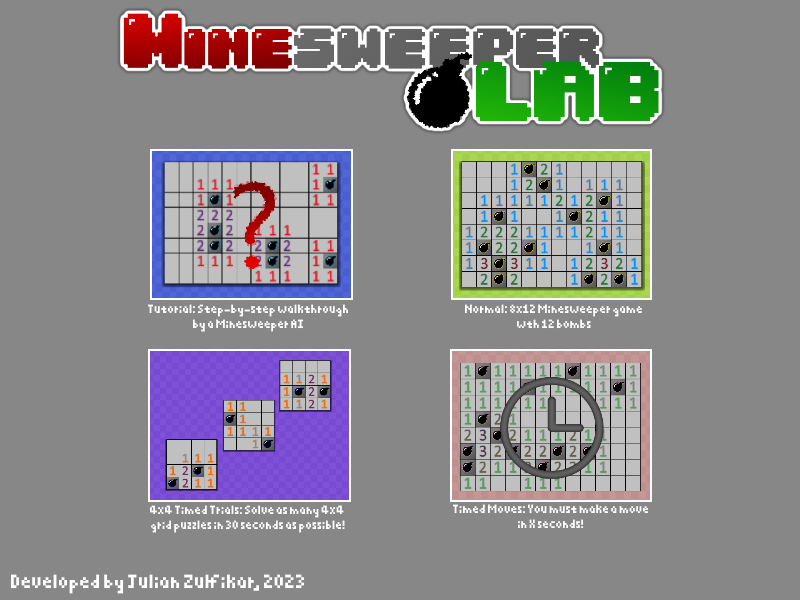 MINESWEEPER
LAB
Tutorial: Step-by-step walkthrough
by a Minesweeper AI
Normal: 8x12 Minesweeper game
wth 12 bombs
4x4 Timed Trials: Solve as many 4x4
grid puzzles in 30 seconds as possible!
Timed Moves: You must make a move
in X seconds!
Developed by Julian Zulfikar, 2023